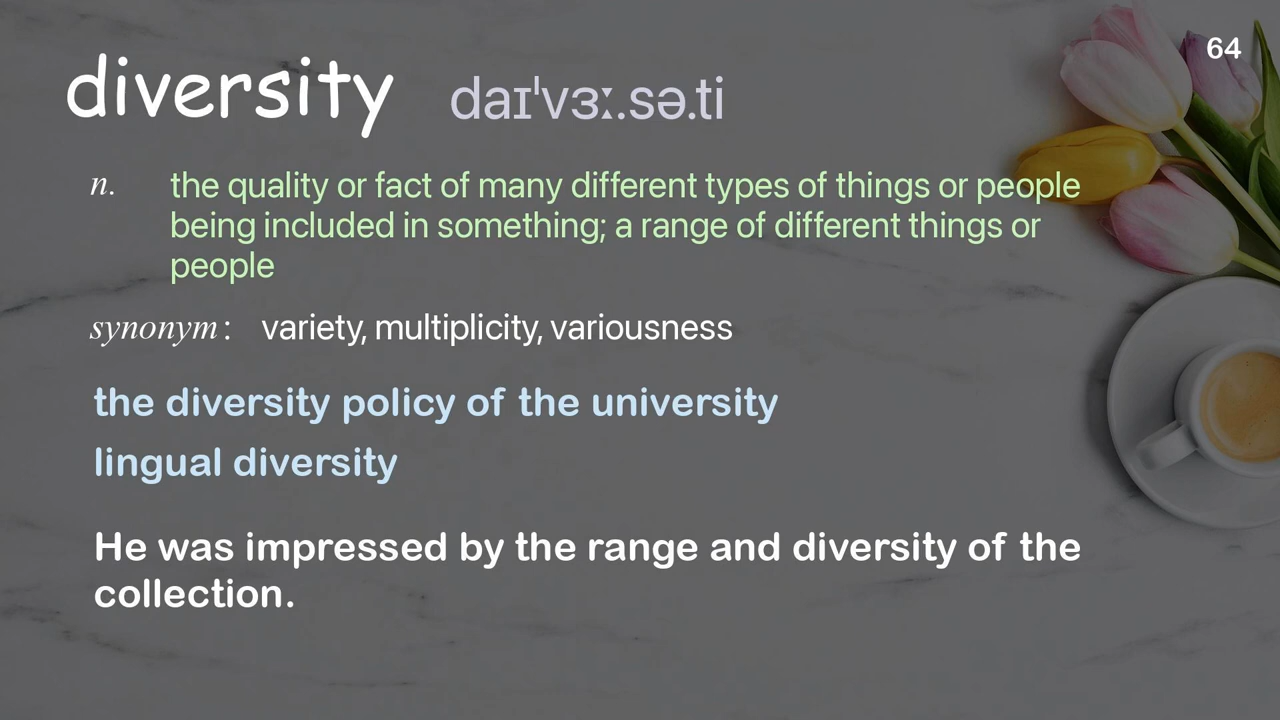 64
diversity daɪˈvɜː.sə.ti
n. the quality or fact of many different types of things or people
being included in something; a range of different things or
people
synonym: variety, multiplicity, variousness
the diversity policy of the university
lingual diversity
He was impressed by the range and diversity of the
collection.